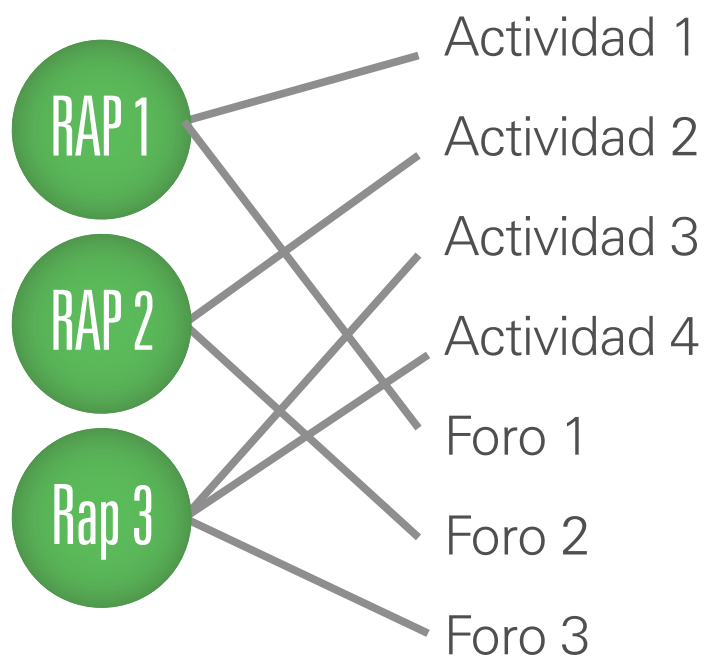 RAP 1
RAP 2
Rap 3
Actividad 1
Actividad 2
Actividad 3
Actividad 4
Foro 1
Foro 2
Foro 3